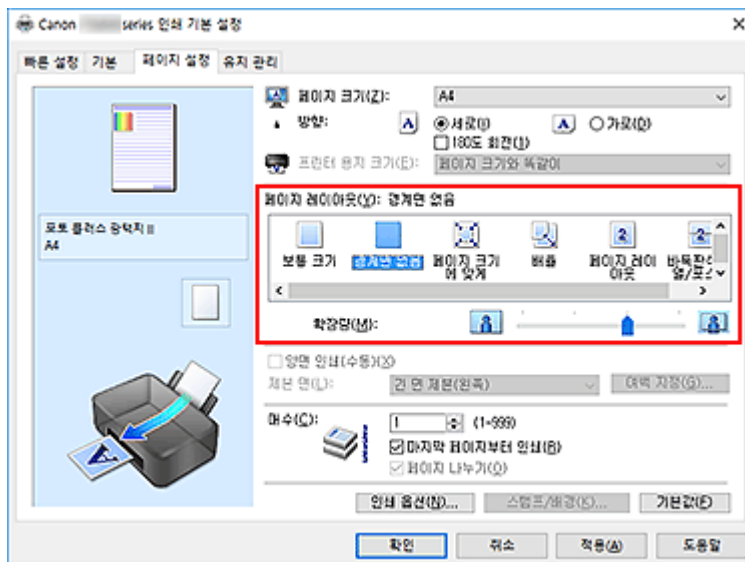 Canon series 인쇄 기본 설정
빠른 설정 기본 페이지 설정 유지 관리
포토 플러스 광택지 II
A4
페이지 크기(Z): A4
방향: A 세로(I) A 가로(O)
180도 회전(1)
프린터 용지 크기(E): 페이지 크기와 똑같이
페이지 레이아웃(Y): 경계면 없음
보통 크기 경계면 없음 페이지 크기에 맞게 배율 페이지 레이아웃
확장량(M):
양면 인쇄(수동)(X)
제본 면(L): 긴 면 제본(왼쪽) 여백 지정(G)...
매수(C): 1 (1-999)
마지막 페이지부터 인쇄(R)
페이지 나누기(Q)
인쇄 옵션(N)... 스탬프/배경(K)... 기본값(F)
확인 취소 적용(A) 도움말